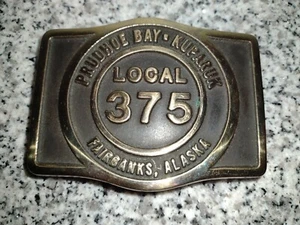 PRUDHOE BAY • KUPARUK
LOCAL
375
FAIRBANKS, ALASKA